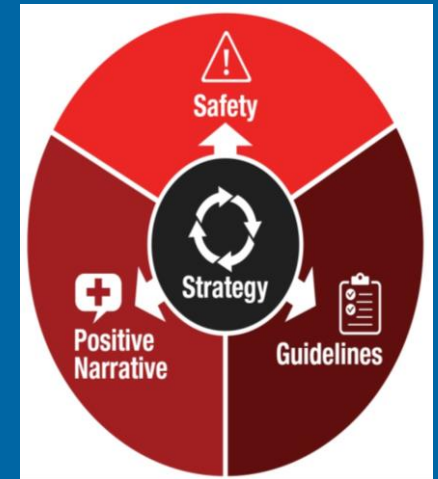 Safety
Strategy
Positive
Narrative
Guidelines